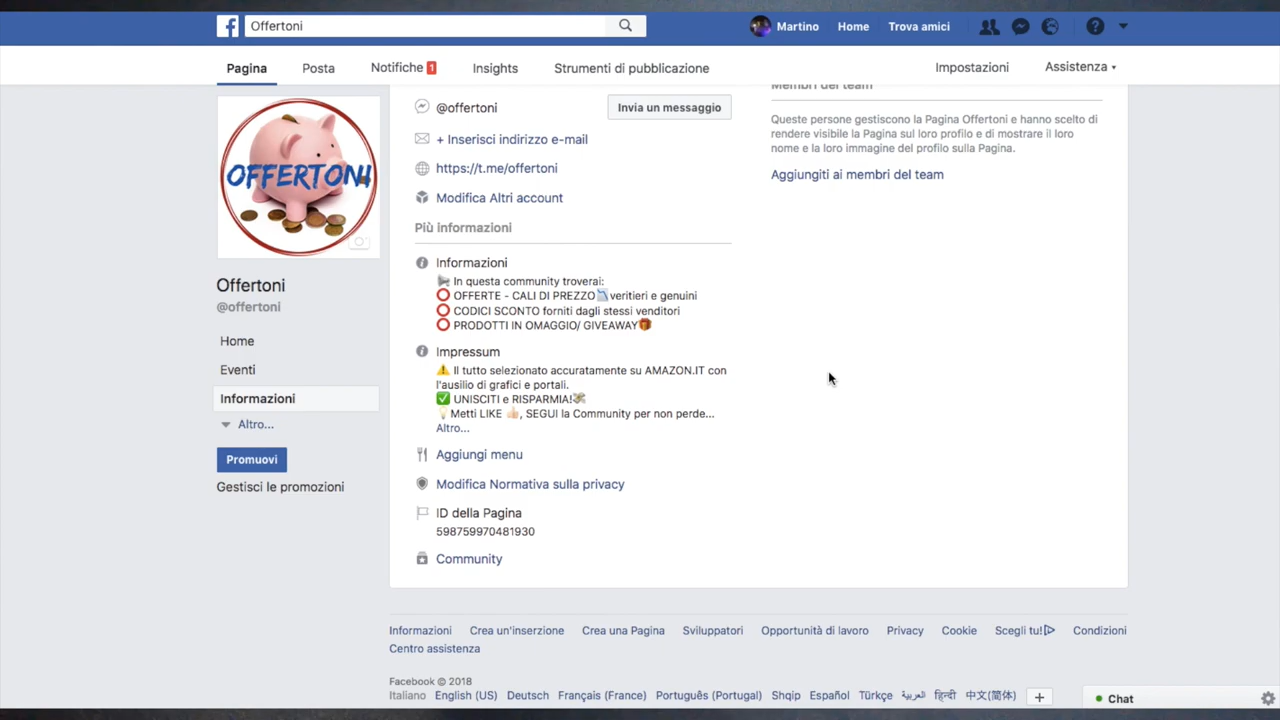 Offertoni
Martino
Home
Trova amici
Pagina
Posta
Notifiche 1
Insights
Strumenti di pubblicazione
Impostazioni
Assistenza
OFFERTONI
Offertoni
@offertoni
Home
Eventi
Informazioni
Altro...
Promuovi
Gestisci le promozioni
@offertoni
Invia un messaggio
+ Inserisci indirizzo e-mail
https://t.me/offertoni
Modifica Altri account
Più informazioni
Informazioni
In questa community troverai:
⭕ OFFERTE - CALI DI PREZZO📉veritieri e genuini
⭕ CODICI SCONTO forniti dagli stessi venditori
⭕ PRODOTTI IN OMAGGIO/ GIVEAWAY🎁
Impressum
⚠️ Il tutto selezionato accuratamente su AMAZON.IT con
l'ausilio di grafici e portali.
✅ UNISCITI e RISPARMIA!💸
💡Metti LIKE 👍🏻, SEGUI la Community per non perde...
Altro...
Aggiungi menu
Modifica Normativa sulla privacy
ID della Pagina
598759970481930
Community
Membri del team
Queste persone gestiscono la Pagina Offertoni e hanno scelto di
rendere visibile la Pagina sul loro profilo e di mostrare il loro
nome e la loro immagine del profilo sulla Pagina.
Aggiungiti ai membri del team
Informazioni Crea un'inserzione Crea una Pagina Sviluppatori Opportunità di lavoro Privacy Cookie Scegli tu! Condizioni
Centro assistenza
Facebook © 2018
Italiano English (US) Deutsch Français (France) Português (Portugal) Shqip Español Türkçe العربية हिन्दी 中文(简体) +
Chat